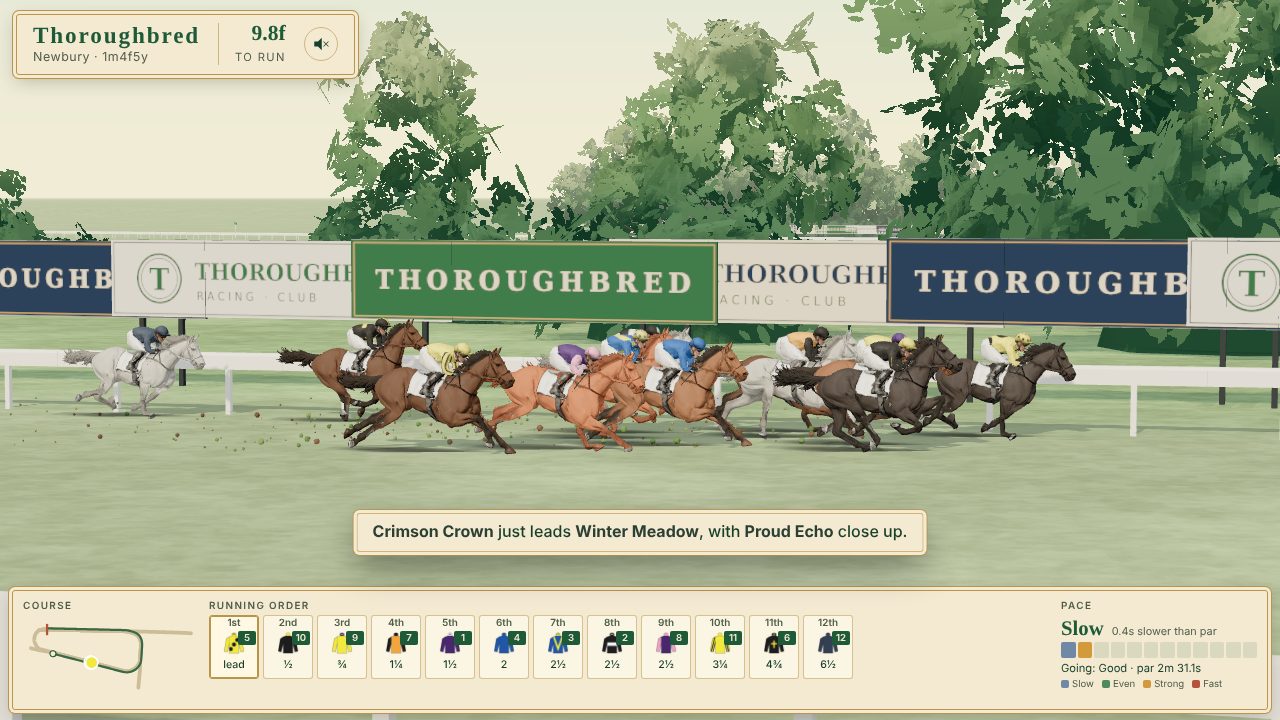 Thoroughbred
Newbury · 1m4f5y
9.8f
TO RUN
OUGHB
T
THOROUGHB
RACING · CLUB
THOROUGHBRED
THOROUGHB
ACING · CLUB
THOROUGHB
T
Crimson Crown just leads Winter Meadow, with Proud Echo close up.
COURSE
RUNNING ORDER
1st 2nd 3rd 4th 5th 6th 7th 8th 9th 10th 11th 12th
5 10 9 7 1 4 3 2 8 11 6 12
lead ½ ¾ 1¼ 1½ 2 2½ 2½ 2½ 3¼ 4¾ 6½
PACE
Slow 0.4s slower than par
Going: Good · par 2m 31.1s
Slow Even Strong Fast